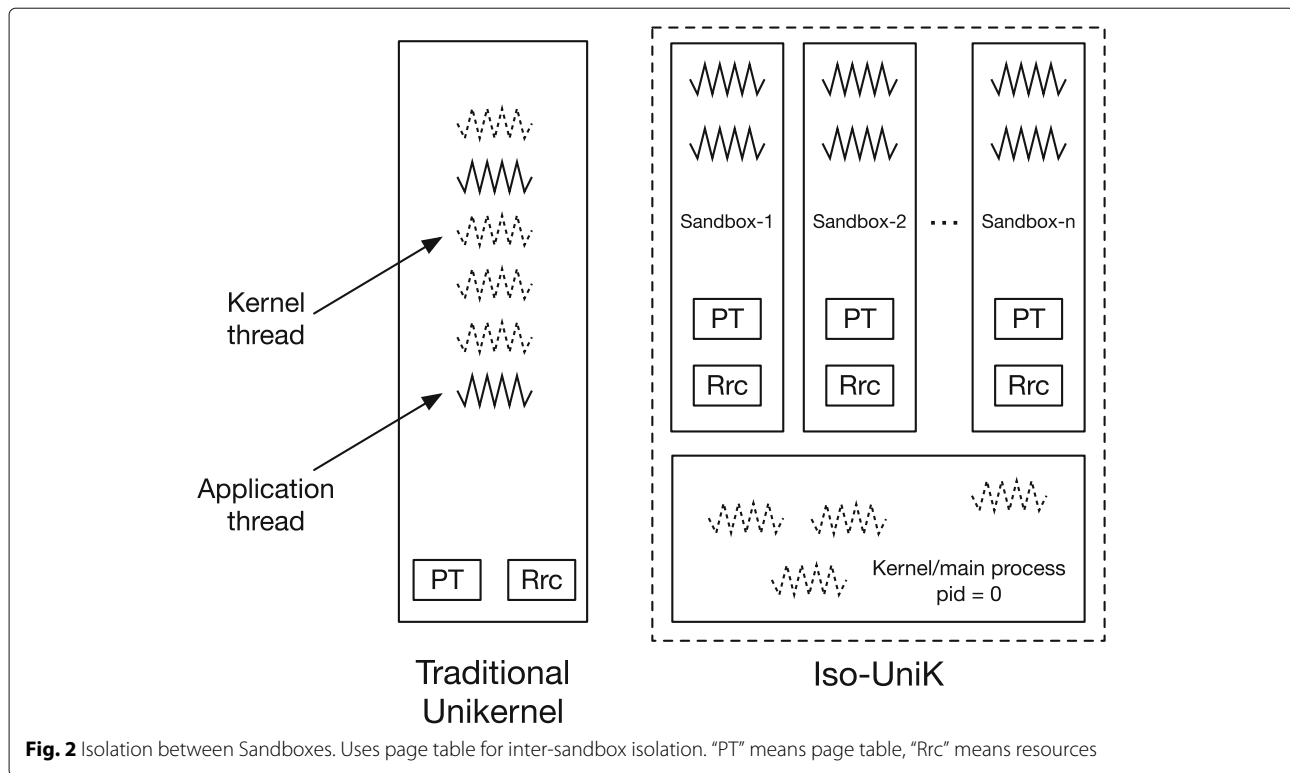 Kernel
thread
Application
thread
PT
Rrc
Traditional
Unikernel
Sandbox-1
Sandbox-2
...
Sandbox-n
PT
PT
PT
Rrc
Rrc
Rrc
Kernel/main process
pid = 0
Iso-UniK
Fig. 2 Isolation between Sandboxes. Uses page table for inter-sandbox isolation. “PT” means page table, “Rrc” means resources